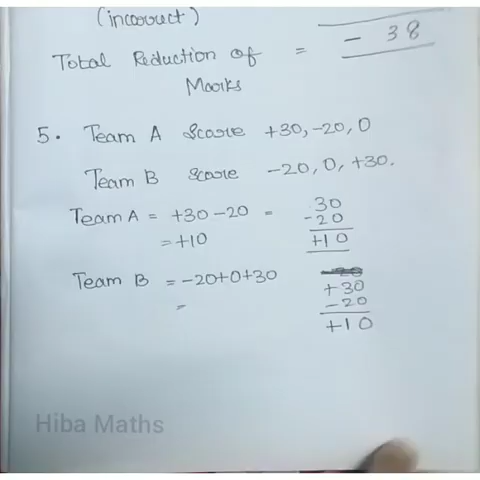 (incorrect)
Total Reduction of = - 38
Marks
5. Team A Score +30, -20, 0
Team B Score -20, 0, +30.
Team A = +30 - 20 = 30
-20
= +10 +10
Team B = -20+0+30
+30
= -20
+10
Hiba Maths